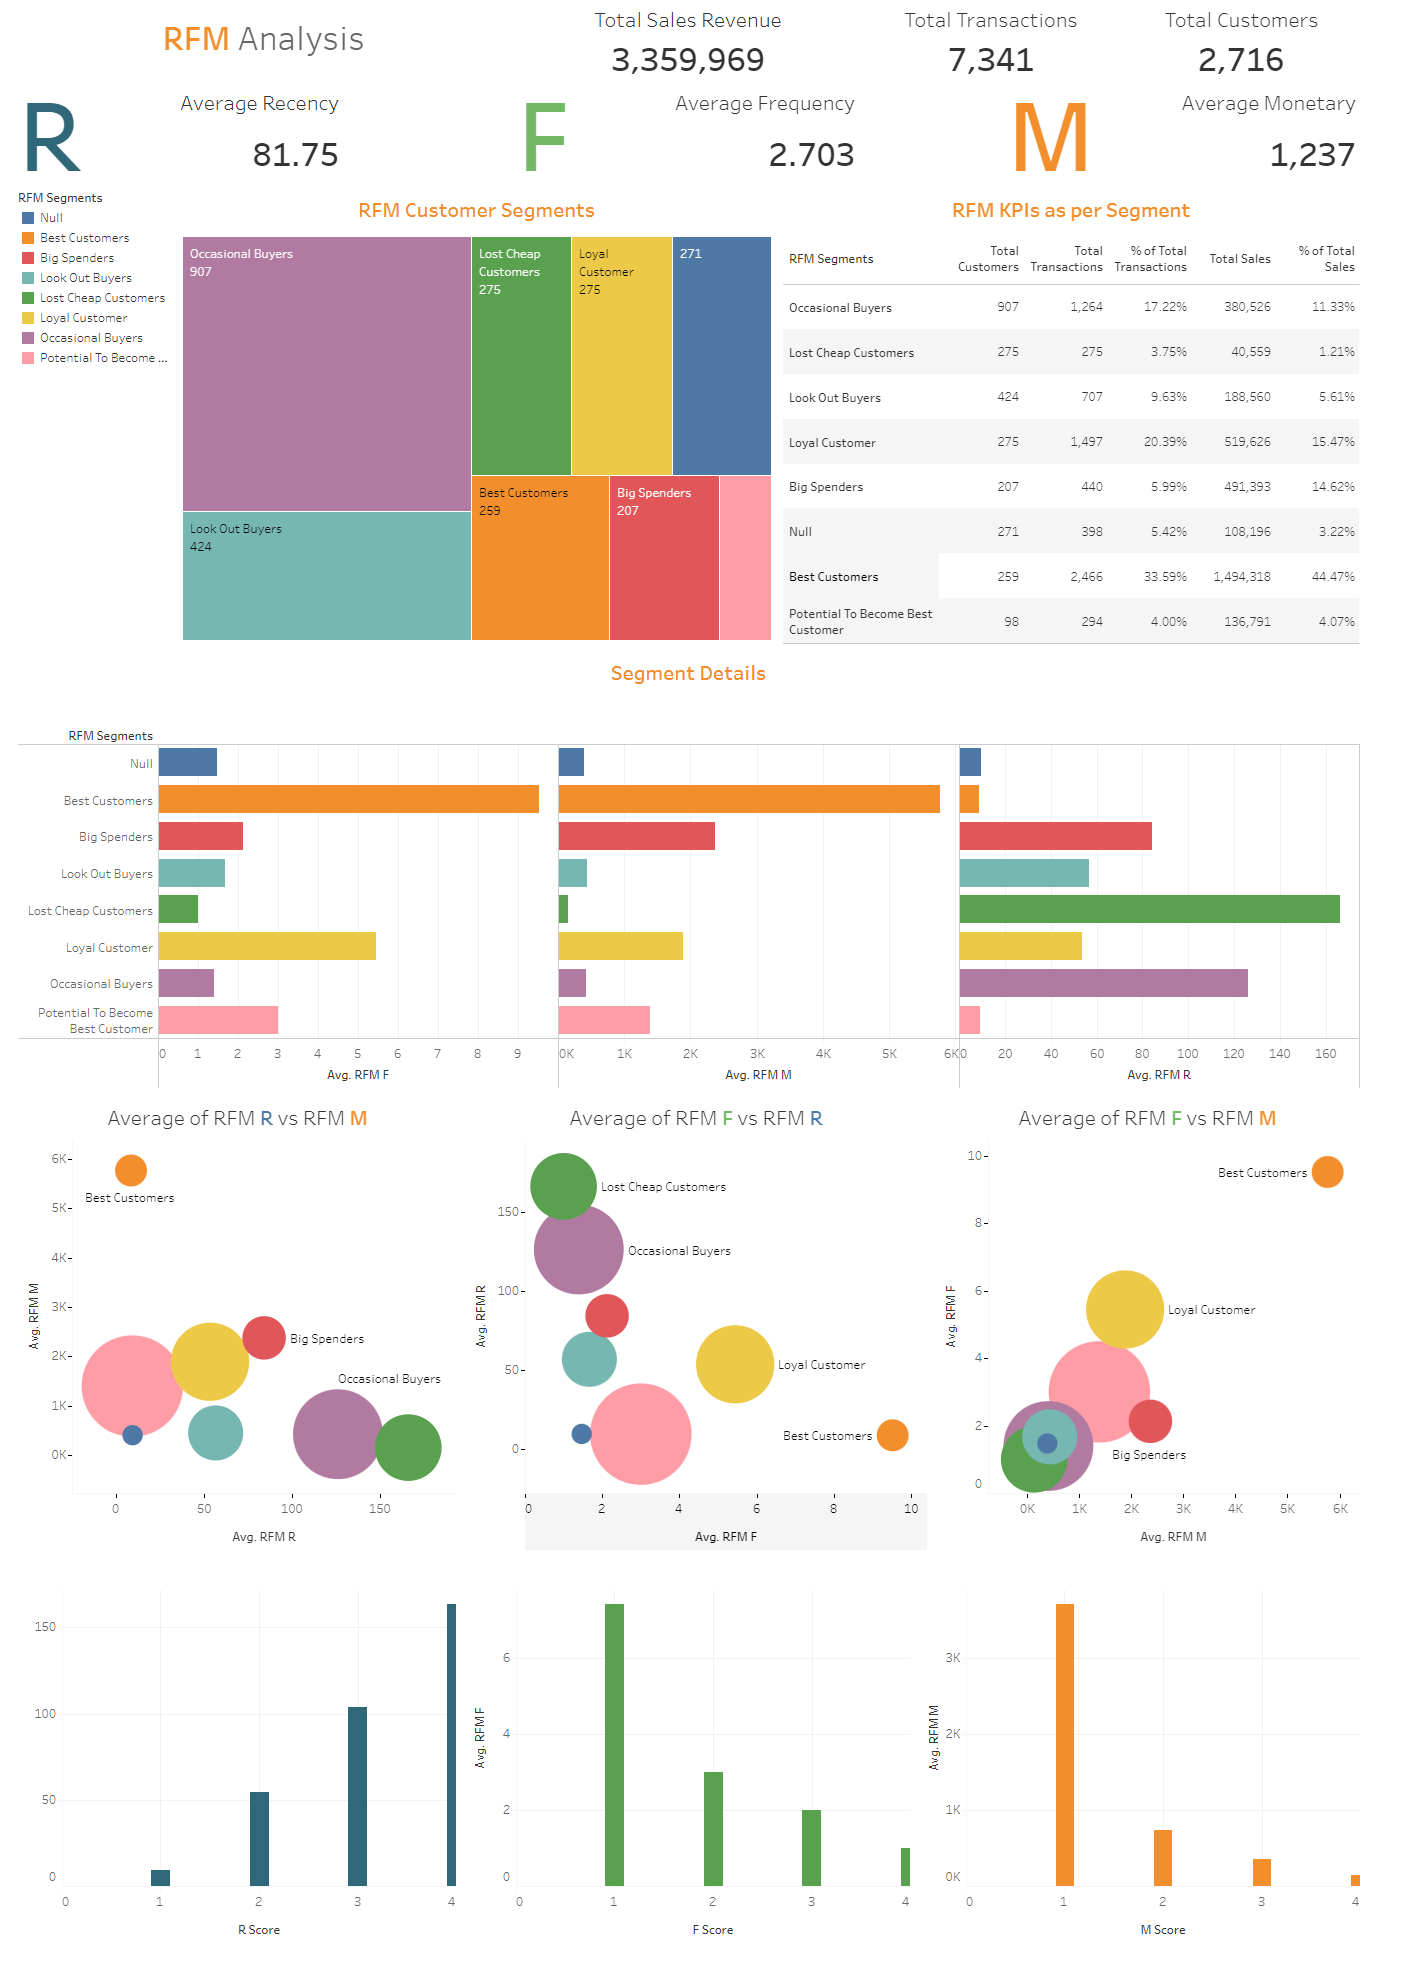 RFM Analysis
Total Sales Revenue
3,359,969
Total Transactions
7,341
Total Customers
2,716
R
Average Recency
81.75
F
Average Frequency
2.703
M
Average Monetary
1,237
RFM Segments
Null
Best Customers
Big Spenders
Look Out Buyers
Lost Cheap Customers
Loyal Customer
Occasional Buyers
Potential To Become ...
RFM Customer Segments
Occasional Buyers
907
Lost Cheap
Customers
275
Loyal
Customer
275
271
Look Out Buyers
424
Best Customers
259
Big Spenders
207
RFM KPIs as per Segment
RFM Segments Total Customers Total Transactions % of Total Transactions Total Sales % of Total Sales
Occasional Buyers 907 1,264 17.22% 380,526 11.33%
Lost Cheap Customers 275 275 3.75% 40,559 1.21%
Look Out Buyers 424 707 9.63% 188,560 5.61%
Loyal Customer 275 1,497 20.39% 519,626 15.47%
Big Spenders 207 440 5.99% 491,393 14.62%
Null 271 398 5.42% 108,196 3.22%
Best Customers 259 2,466 33.59% 1,494,318 44.47%
Potential To Become Best Customer 98 294 4.00% 136,791 4.07%
Segment Details
RFM Segments
Null
Best Customers
Big Spenders
Look Out Buyers
Lost Cheap Customers
Loyal Customer
Occasional Buyers
Potential To Become
Best Customer
0 1 2 3 4 5 6 7 8 9
Avg. RFM F
0K 1K 2K 3K 4K 5K 6K
Avg. RFM M
0 20 40 60 80 100 120 140 160
Avg. RFM R
Average of RFM R vs RFM M
6K
5K
4K
3K
2K
1K
0K
Avg. RFM M
Best Customers
Big Spenders
Occasional Buyers
0 50 100 150
Avg. RFM R
Average of RFM F vs RFM R
150
100
50
0
Avg. RFM R
Lost Cheap Customers
Occasional Buyers
Loyal Customer
Best Customers
0 2 4 6 8 10
Avg. RFM F
Average of RFM F vs RFM M
10
8
6
4
2
0
Avg. RFM F
Best Customers
Loyal Customer
Big Spenders
0K 1K 2K 3K 4K 5K 6K
Avg. RFM M
150
100
50
0
0 1 2 3 4
R Score
Avg. RFM F
6
4
2
0
0 1 2 3 4
F Score
Avg. RFM M
3K
2K
1K
0K
0 1 2 3 4
M Score